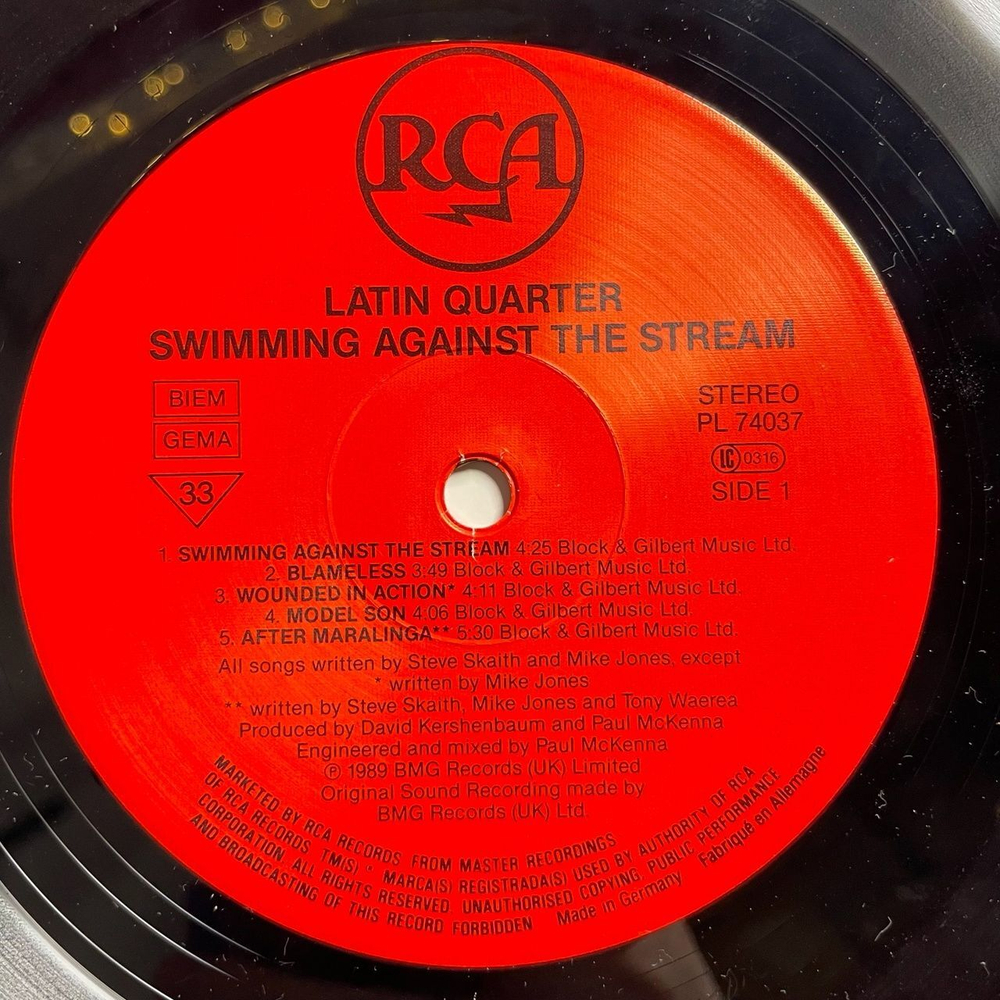 RCA
LATIN QUARTER
SWIMMING AGAINST THE STREAM
BIEM
GEMA
33
STEREO
PL 74037
LC 0316
SIDE 1
1. SWIMMING AGAINST THE STREAM 4:25 Block & Gilbert Music Ltd.
2. BLAMELESS 3:49 Block & Gilbert Music Ltd.
3. WOUNDED IN ACTION* 4:11 Block & Gilbert Music Ltd.
4. MODEL SON 4:06 Block & Gilbert Music Ltd.
5. AFTER MARALINGA** 5:30 Block & Gilbert Music Ltd.
All songs written by Steve Skaith and Mike Jones, except
* written by Mike Jones
** written by Steve Skaith, Mike Jones and Tony Waerea
Produced by David Kershenbaum and Paul McKenna
Engineered and mixed by Paul McKenna
℗ 1989 BMG Records (UK) Limited
Original Sound Recording made by
BMG Records (UK) Ltd.
MARKETED BY RCA RECORDS FROM MASTER RECORDINGS
OF RCA RECORDS, TM(S) ® MARCA(S) REGISTRADA(S) USED BY AUTHORITY OF RCA
CORPORATION. ALL RIGHTS RESERVED. UNAUTHORISED COPYING, PUBLIC PERFORMANCE
AND BROADCASTING OF THIS RECORD FORBIDDEN Made in Germany Fabriqué en Allemagne